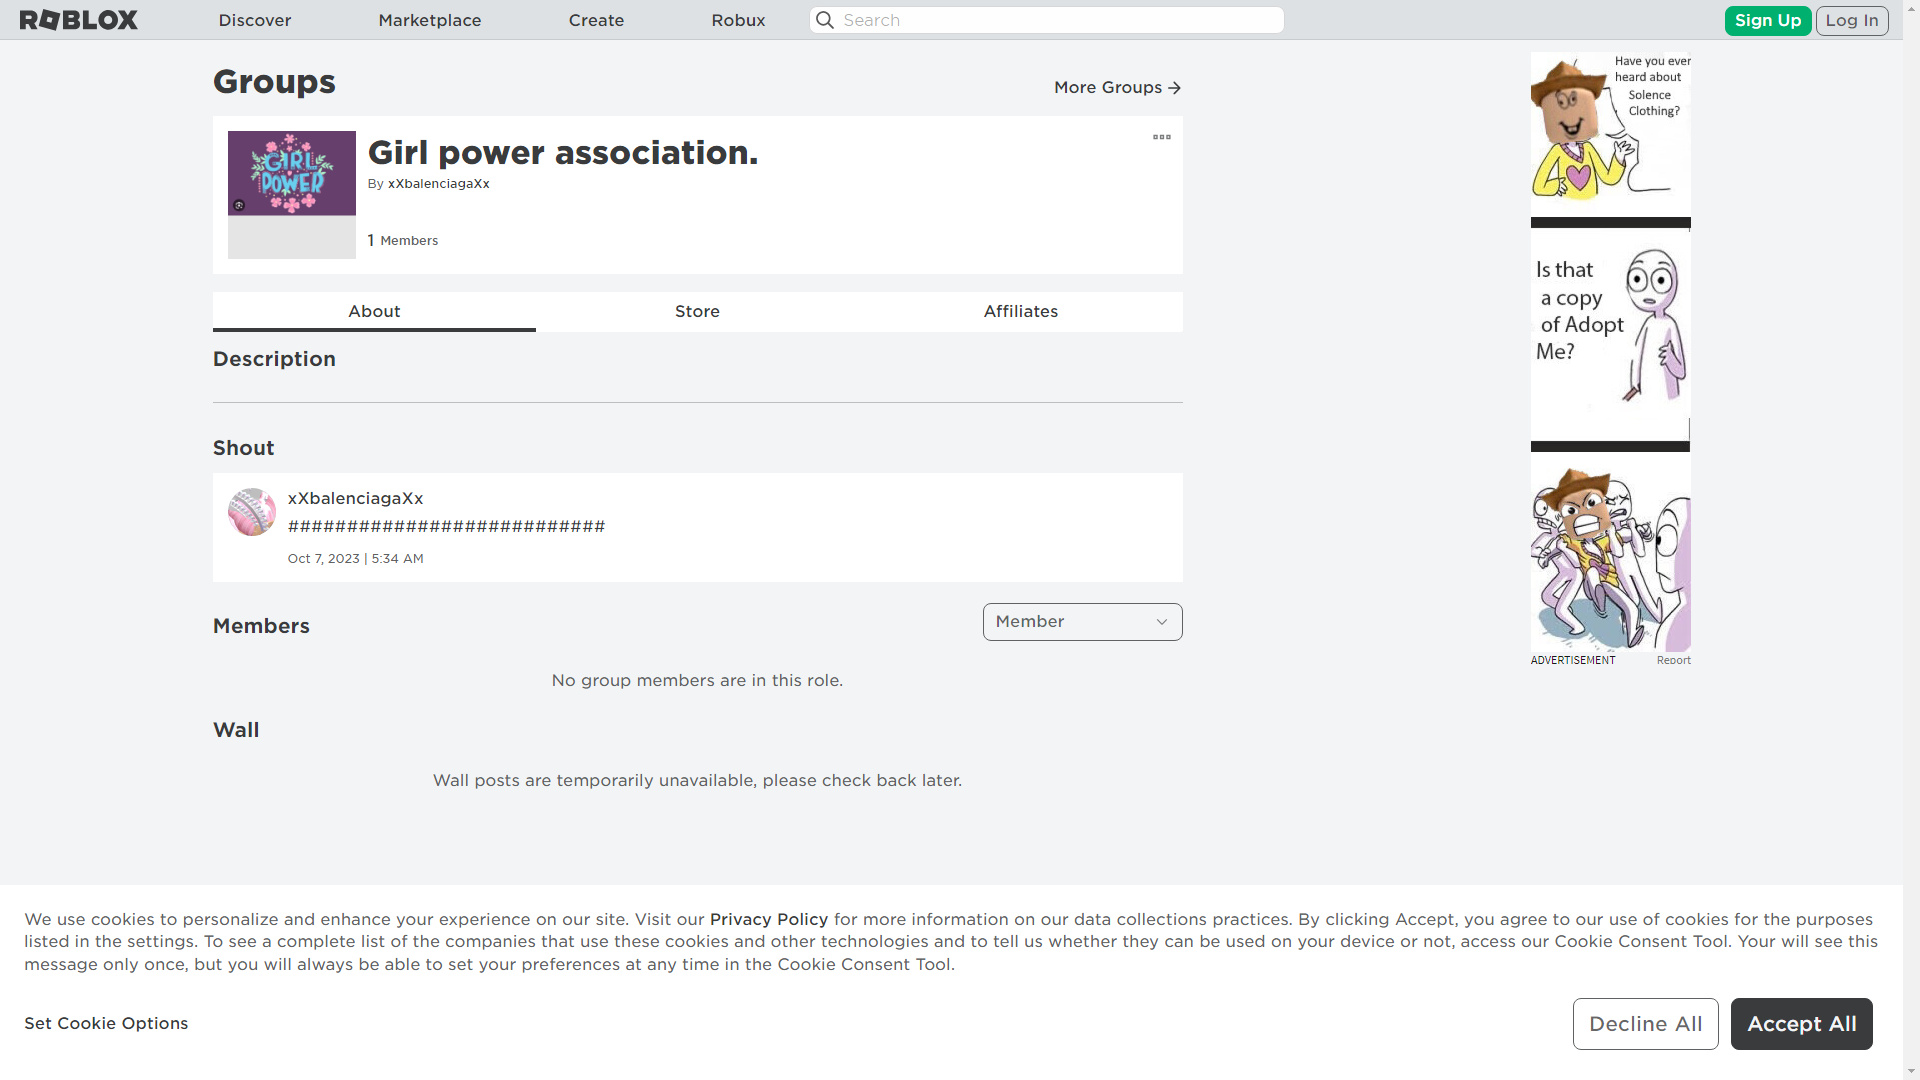 ROBLOX
Discover
Marketplace
Create
Robux
Search
Sign Up
Log In
Groups
More Groups
GIRL
POWER
Girl power association.
By xXbalenciagaXx
1 Members
About
Store
Affiliates
Description
Shout
xXbalenciagaXx
###########################
Oct 7, 2023 | 5:34 AM
Members
Member
No group members are in this role.
Wall
Wall posts are temporarily unavailable, please check back later.
Have you ever
heard about
Solence
Clothing?
Is that
a copy
of Adopt
Me?
ADVERTISEMENT
Report
We use cookies to personalize and enhance your experience on our site. Visit our Privacy Policy for more information on our data collections practices. By clicking Accept, you agree to our use of cookies for the purposes
listed in the settings. To see a complete list of the companies that use these cookies and other technologies and to tell us whether they can be used on your device or not, access our Cookie Consent Tool. Your will see this
message only once, but you will always be able to set your preferences at any time in the Cookie Consent Tool.
Set Cookie Options
Decline All
Accept All